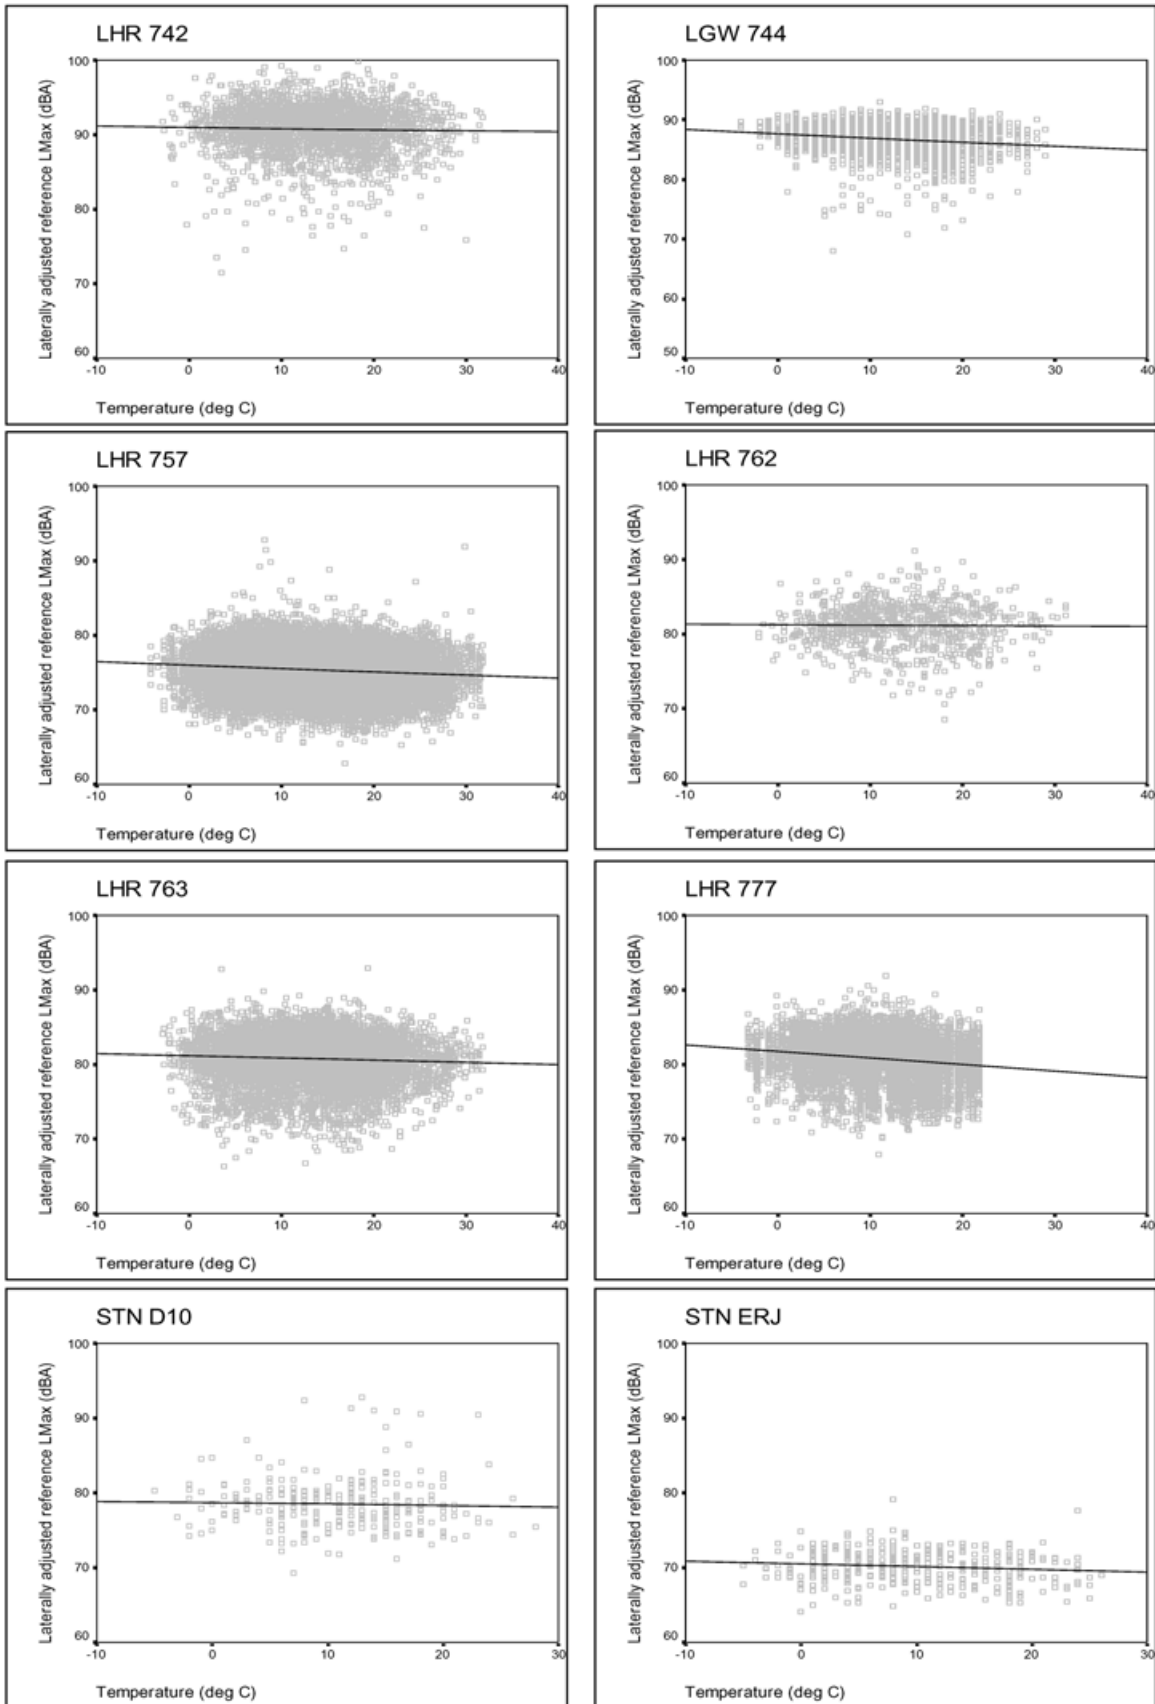 LHR 742
Laterally adjusted reference LMax (dBA)
100
90
80
70
60
-10 0 10 20 30 40
Temperature (deg C)
LGW 744
Laterally adjusted reference LMax (dBA)
100
90
80
70
60
50
-10 0 10 20 30 40
Temperature (deg C)
LHR 757
Laterally adjusted reference LMax (dBA)
100
90
80
70
60
-10 0 10 20 30 40
Temperature (deg C)
LHR 762
Laterally adjusted reference LMax (dBA)
100
90
80
70
60
-10 0 10 20 30 40
Temperature (deg C)
LHR 763
Laterally adjusted reference LMax (dBA)
100
90
80
70
60
-10 0 10 20 30 40
Temperature (deg C)
LHR 777
Laterally adjusted reference LMax (dBA)
100
90
80
70
60
-10 0 10 20 30 40
Temperature (deg C)
STN D10
Laterally adjusted reference LMax (dBA)
100
90
80
70
60
-10 0 10 20 30
Temperature (deg C)
STN ERJ
Laterally adjusted reference LMax (dBA)
100
90
80
70
60
-10 0 10 20 30
Temperature (deg C)